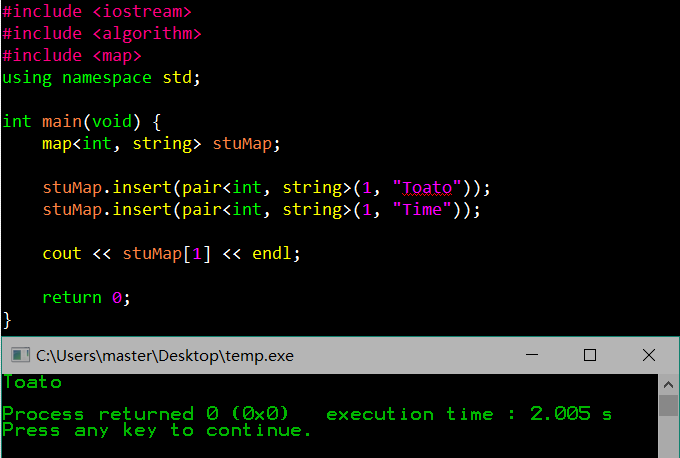 #include <iostream>
#include <algorithm>
#include <map>
using namespace std;
int main(void) {
map<int, string> stuMap;
stuMap.insert(pair<int, string>(1, "Toato"));
stuMap.insert(pair<int, string>(1, "Time"));
cout << stuMap[1] << endl;
return 0;
}
C:\Users\master\Desktop\temp.exe
Toato
Process returned 0 (0x0)   execution time : 2.005 s
Press any key to continue.